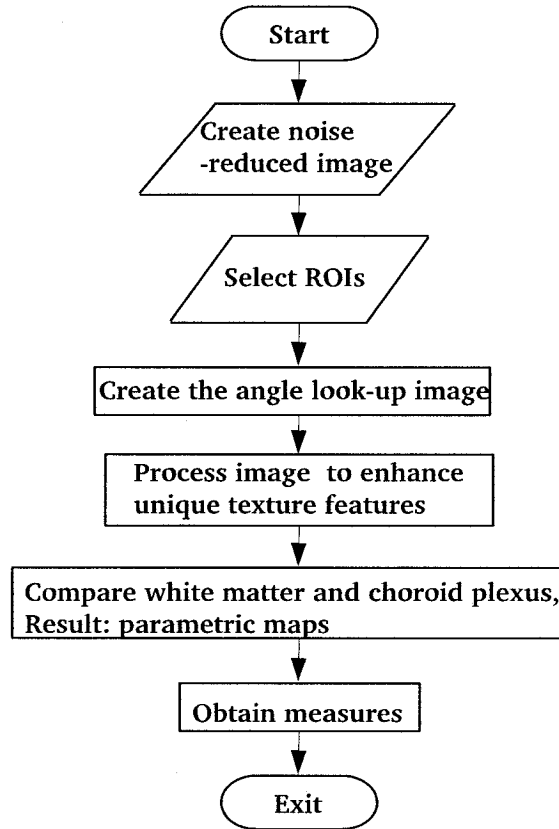 Start
Create noise
-reduced image
Select ROIs
Create the angle look-up image
Process image to enhance
unique texture features
Compare white matter and choroid plexus,
Result: parametric maps
Obtain measures
Exit